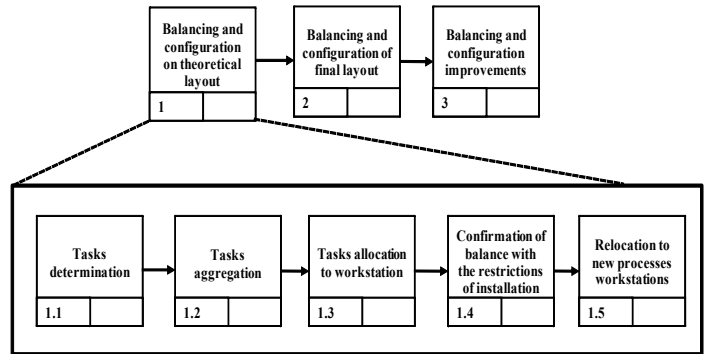 Balancing and
configuration
on theoretical
layout
1
Balancing and
configuration of
final layout
2
Balancing and
configuration
improvements
3
Tasks
determination
1.1
Tasks
aggregation
1.2
Tasks allocation
to workstation
1.3
Confirmation of
balance with
the restrictions
of installation
1.4
Relocation to
new processes
workstations
1.5